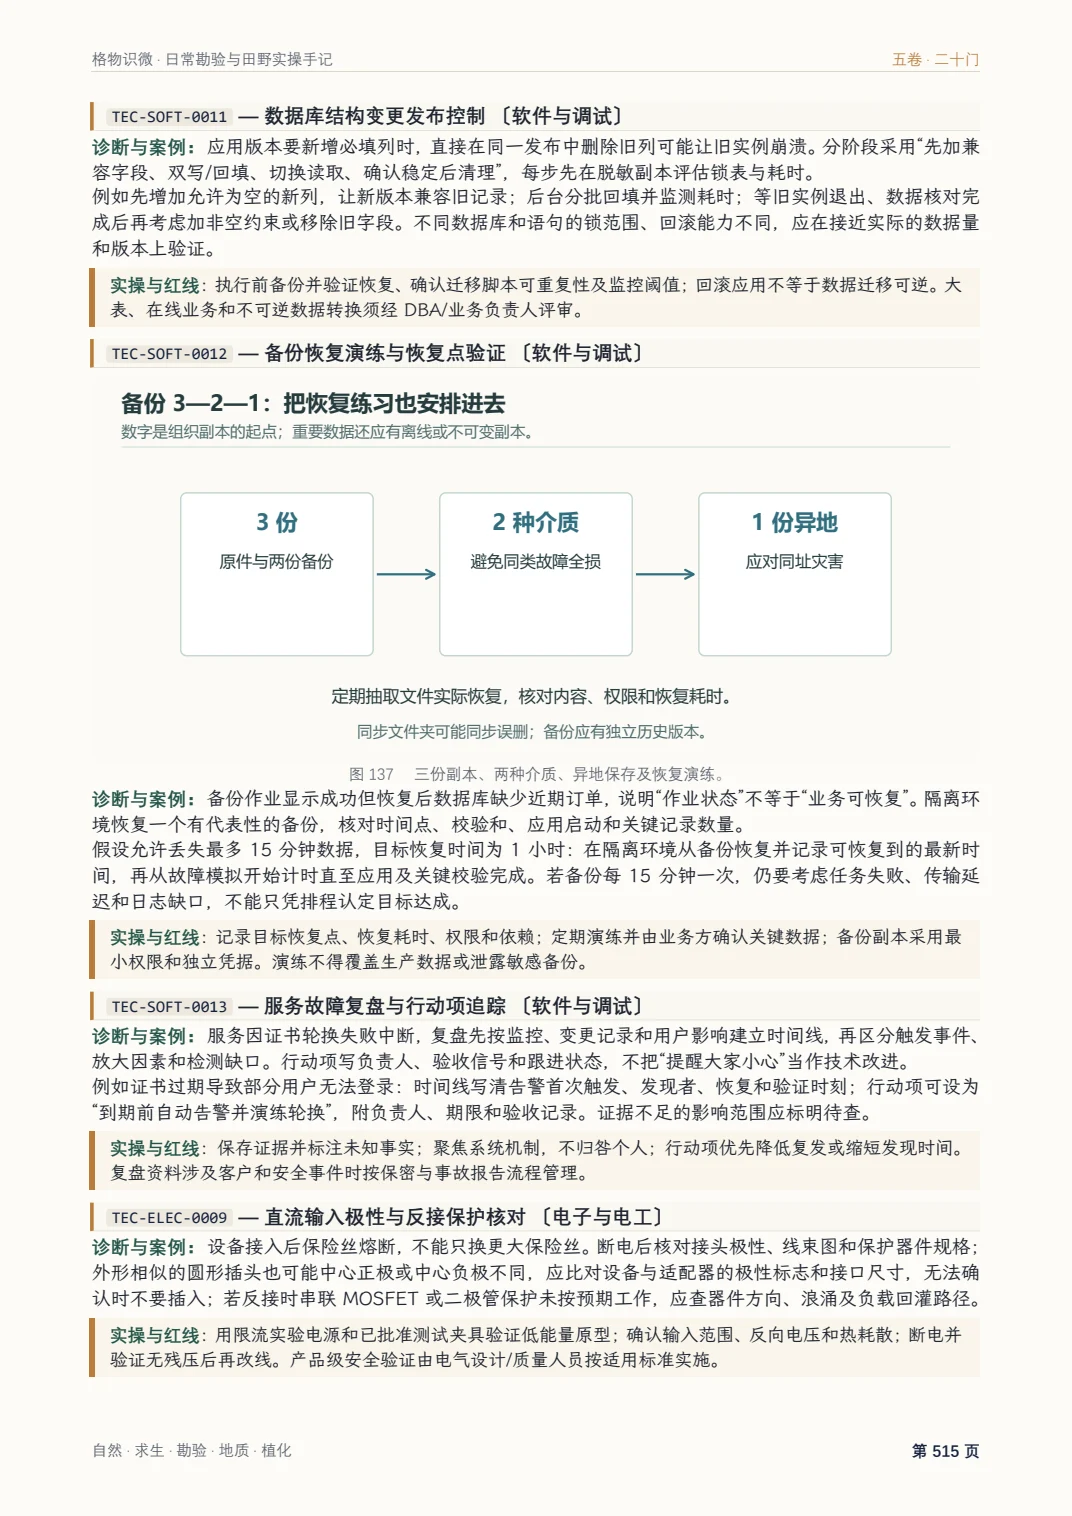 格物识微 · 日常勘验与田野实操手记
五卷 · 二十门
TEC-SOFT-0011 — 数据库结构变更发布控制 〔软件与调试〕
诊断与案例：应用版本要新增必填列时，直接在同一发布中删除旧列可能让旧实例崩溃。分阶段采用“先加兼
容字段、双写/回填、切换读取、确认稳定后清理”，每步先在脱敏副本评估锁表与耗时。
例如先增加允许为空的新列，让新版本兼容旧记录；后台分批回填并监测耗时；等旧实例退出、数据核对完
成后再考虑加非空约束或移除旧字段。不同数据库和语句的锁范围、回滚能力不同，应在接近实际的数据量
和版本上验证。
实操与红线：执行前备份并验证恢复、确认迁移脚本可重复性及监控阈值；回滚应用不等于数据迁移可逆。大
表、在线业务和不可逆数据转换须经 DBA/业务负责人评审。
TEC-SOFT-0012 — 备份恢复演练与恢复点验证 〔软件与调试〕
备份 3—2—1：把恢复练习也安排进去
数字是组织副本的起点；重要数据还应有离线或不可变副本。
3 份
原件与两份备份
2 种介质
避免同类故障全损
1 份异地
应对同址灾害
定期抽取文件实际恢复，核对内容、权限和恢复耗时。
同步文件夹可能同步误删；备份应有独立历史版本。
图 137 三份副本、两种介质、异地保存及恢复演练。
诊断与案例：备份作业显示成功但恢复后数据库缺少近期订单，说明“作业状态”不等于“业务可恢复”。隔离环
境恢复一个有代表性的备份，核对时间点、校验和、应用启动和关键记录数量。
假设允许丢失最多 15 分钟数据，目标恢复时间为 1 小时：在隔离环境从备份恢复并记录可恢复到的最新时
间，再从故障模拟开始计时直至应用及关键校验完成。若备份每 15 分钟一次，仍要考虑任务失败、传输延
迟和日志缺口，不能只凭排程认定目标达成。
实操与红线：记录目标恢复点、恢复耗时、权限和依赖；定期演练并由业务方确认关键数据；备份副本采用最
小权限和独立凭据。演练不得覆盖生产数据或泄露敏感备份。
TEC-SOFT-0013 — 服务故障复盘与行动项追踪 〔软件与调试〕
诊断与案例：服务因证书轮换失败中断，复盘先按监控、变更记录和用户影响建立时间线，再区分触发事件、
放大因素和检测缺口。行动项写负责人、验收信号和跟进状态，不把“提醒大家小心”当作技术改进。
例如证书过期导致部分用户无法登录：时间线写清告警首次触发、发现者、恢复和验证时刻；行动项可设为
“到期前自动告警并演练轮换”，附负责人、期限和验收记录。证据不足的影响范围应标明待查。
实操与红线：保存证据并标注未知事实；聚焦系统机制，不归咎个人；行动项优先降低复发或缩短发现时间。
复盘资料涉及客户和安全事件时按保密与事故报告流程管理。
TEC-ELEC-0009 — 直流输入极性与反接保护核对 〔电子与电工〕
诊断与案例：设备接入后保险丝熔断，不能只换更大保险丝。断电后核对接头极性、线束图和保护器件规格；
外形相似的圆形插头也可能中心正极或中心负极不同，应比对设备与适配器的极性标志和接口尺寸，无法确
认时不要插入；若反接时串联 MOSFET 或二极管保护未按预期工作，应查器件方向、浪涌及负载回灌路径。
实操与红线：用限流实验电源和已批准测试夹具验证低能量原型；确认输入范围、反向电压和热耗散；断电并
验证无残压后再改线。产品级安全验证由电气设计/质量人员按适用标准实施。
自然 · 求生 · 勘验 · 地质 · 植化
第 515 页